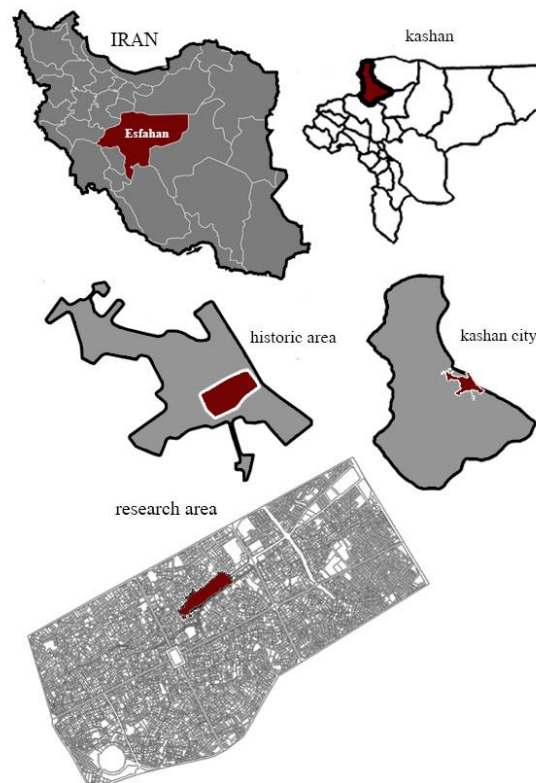 IRAN
kashan
Esfahan
historic area
kashan city
research area